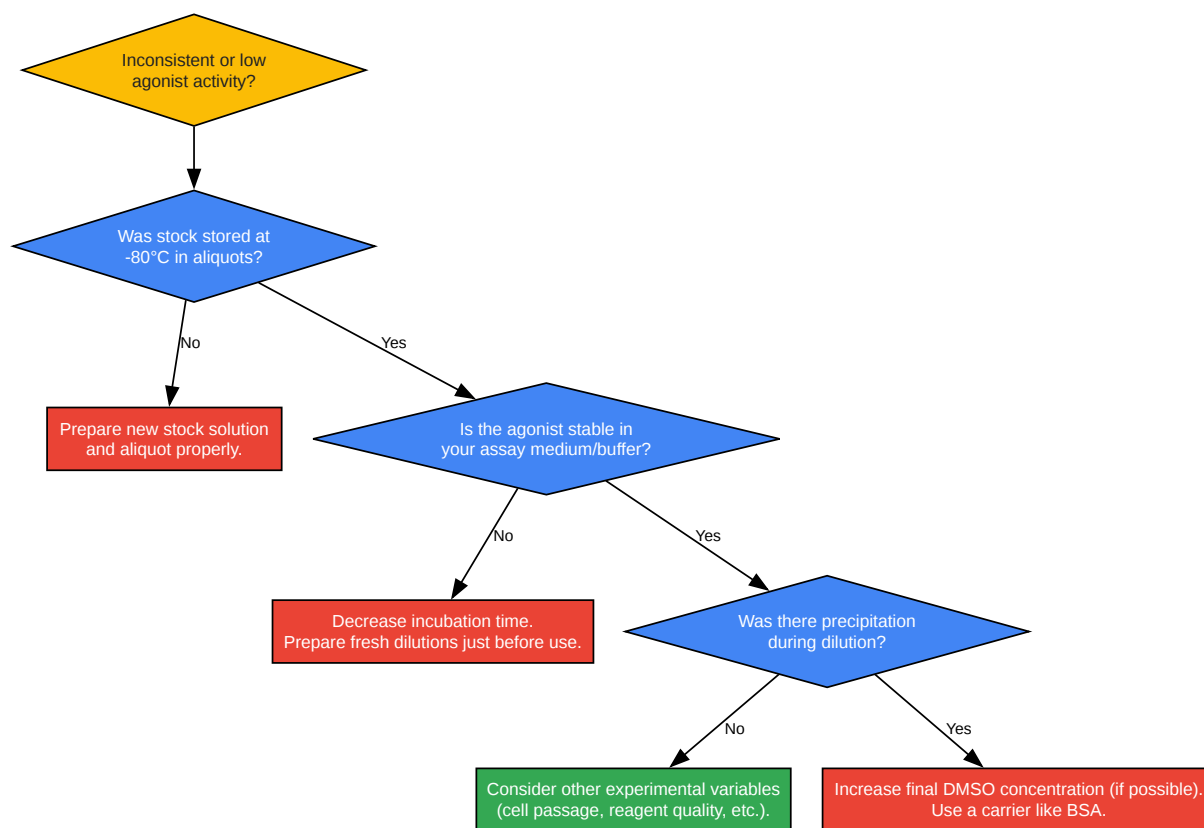 Inconsistent or low
agonist activity?
Was stock stored at
-80°C in aliquots?
No
Yes
Prepare new stock solution
and aliquot properly.
Is the agonist stable in
your assay medium/buffer?
No
Yes
Decrease incubation time.
Prepare fresh dilutions just before use.
Was there precipitation
during dilution?
No
Yes
Consider other experimental variables
(cell passage, reagent quality, etc.).
Increase final DMSO concentration (if possible).
Use a carrier like BSA.